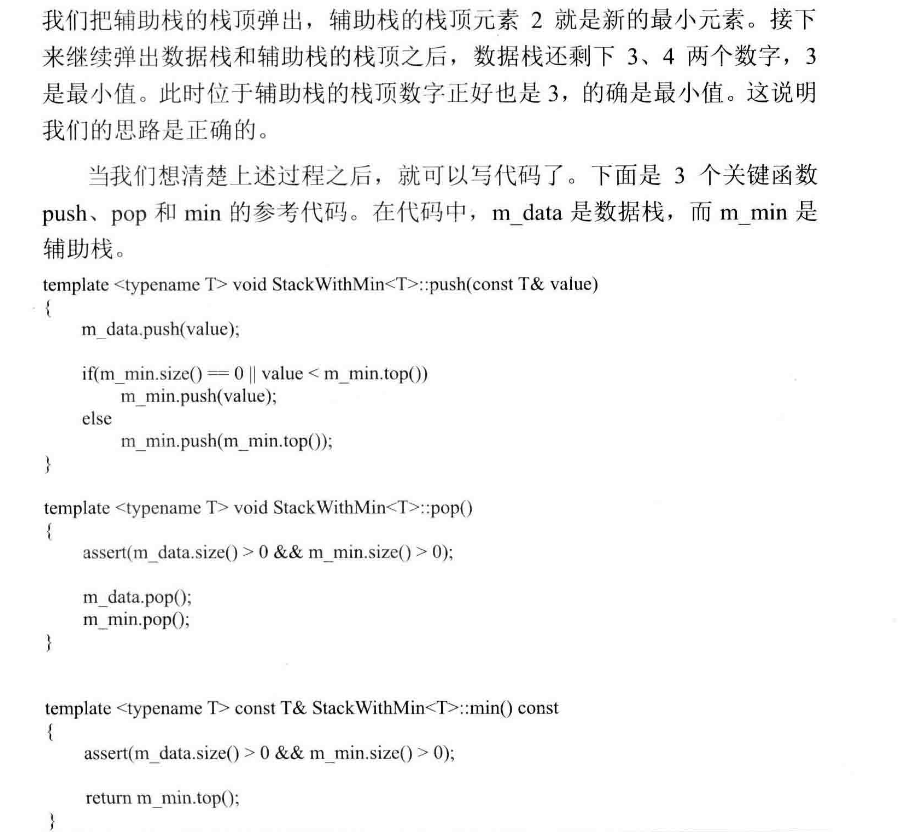 我们把辅助栈的栈顶弹出，辅助栈的栈顶元素 2 就是新的最小元素。接下
来继续弹出数据栈和辅助栈的栈顶之后，数据栈还剩下 3、4 两个数字，3
是最小值。此时位于辅助栈的栈顶数字正好也是 3，的确是最小值。这说明
我们的思路是正确的。
当我们想清楚上述过程之后，就可以写代码了。下面是 3 个关键函数
push、pop 和 min 的参考代码。在代码中，m_data 是数据栈，而 m_min 是
辅助栈。
template <typename T> void StackWithMin<T>::push(const T& value)
{
m_data.push(value);
if(m_min.size() == 0 || value < m_min.top())
m_min.push(value);
else
m_min.push(m_min.top());
}
template <typename T> void StackWithMin<T>::pop()
{
assert(m_data.size() > 0 && m_min.size() > 0);
m_data.pop();
m_min.pop();
}
template <typename T> const T& StackWithMin<T>::min() const
{
assert(m_data.size() > 0 && m_min.size() > 0);
return m_min.top();
}